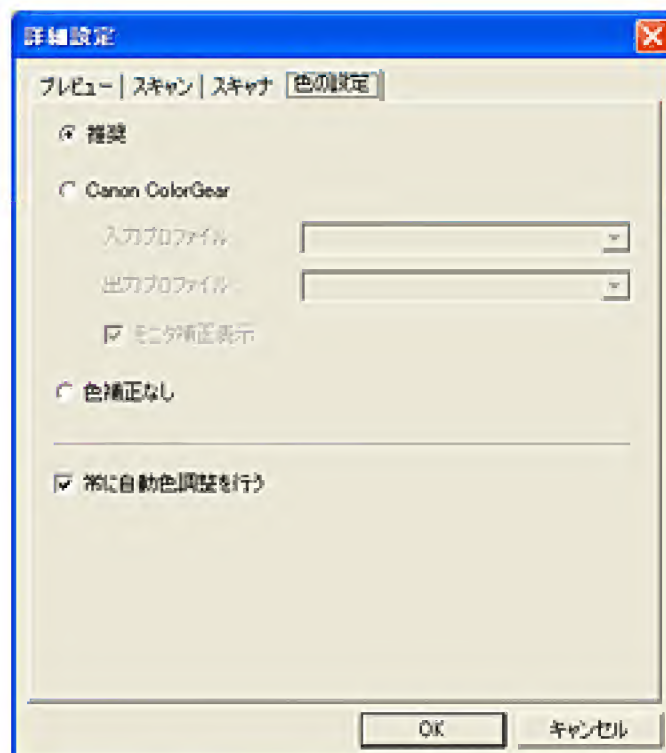 詳細設定
プレビュー スキャン スキャナ 色の設定
推奨
Canon ColorGear
入力プロファイル
出力プロファイル
モニタ補正表示
色補正なし
常に自動色調整を行う
OK キャンセル